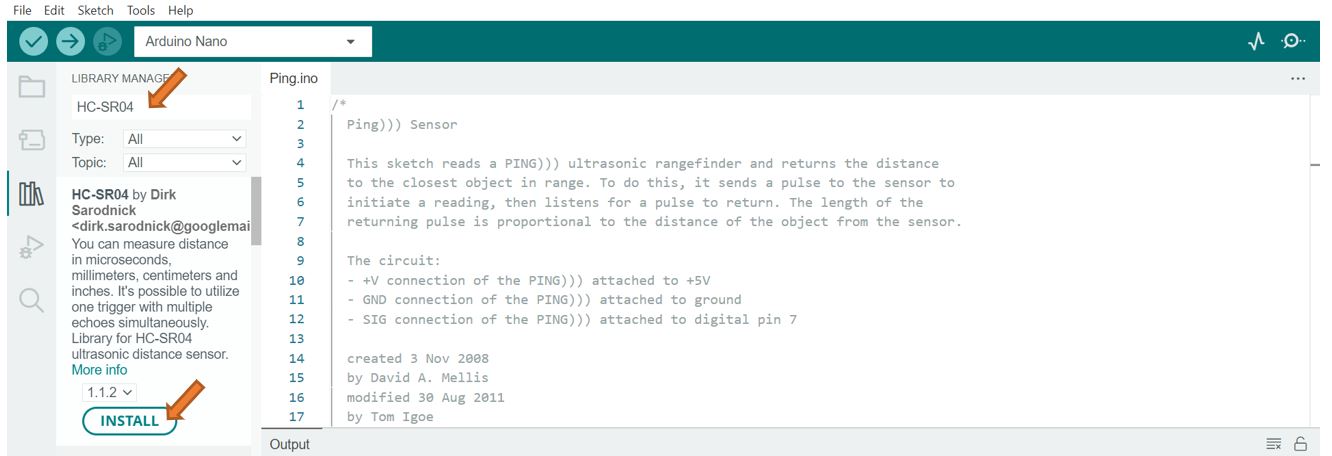 File Edit Sketch Tools Help
Arduino Nano
LIBRARY MANAGE
HC-SR04
Type: All
Topic: All
HC-SR04 by Dirk
Sarodnick
<dirk.sarodnick@googlemai
You can measure distance
in microseconds,
millimeters, centimeters and
inches. It's possible to utilize
one trigger with multiple
echoes simultaneously.
Library for HC-SR04
ultrasonic distance sensor.
More info
1.1.2
INSTALL
Ping.ino
1 /*
2 Ping))) Sensor
3
4 This sketch reads a PING))) ultrasonic rangefinder and returns the distance
5 to the closest object in range. To do this, it sends a pulse to the sensor to
6 initiate a reading, then listens for a pulse to return. The length of the
7 returning pulse is proportional to the distance of the object from the sensor.
8
9 The circuit:
10 - +V connection of the PING))) attached to +5V
11 - GND connection of the PING))) attached to ground
12 - SIG connection of the PING))) attached to digital pin 7
13
14 created 3 Nov 2008
15 by David A. Mellis
16 modified 30 Aug 2011
17 by Tom Igoe
Output